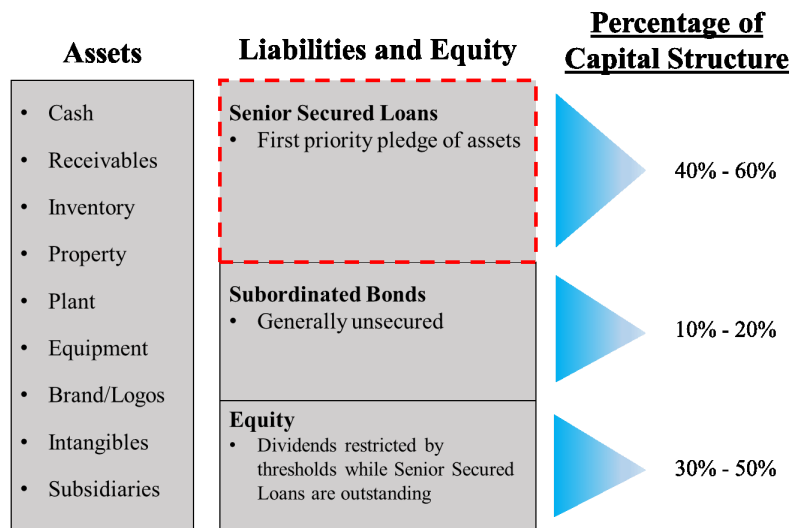 Assets
Liabilities and Equity
Percentage of
Capital Structure
• Cash
• Receivables
• Inventory
• Property
• Plant
• Equipment
• Brand/Logos
• Intangibles
• Subsidiaries
Senior Secured Loans
• First priority pledge of assets
40% - 60%
Subordinated Bonds
• Generally unsecured
10% - 20%
Equity
• Dividends restricted by
thresholds while Senior Secured
Loans are outstanding
30% - 50%